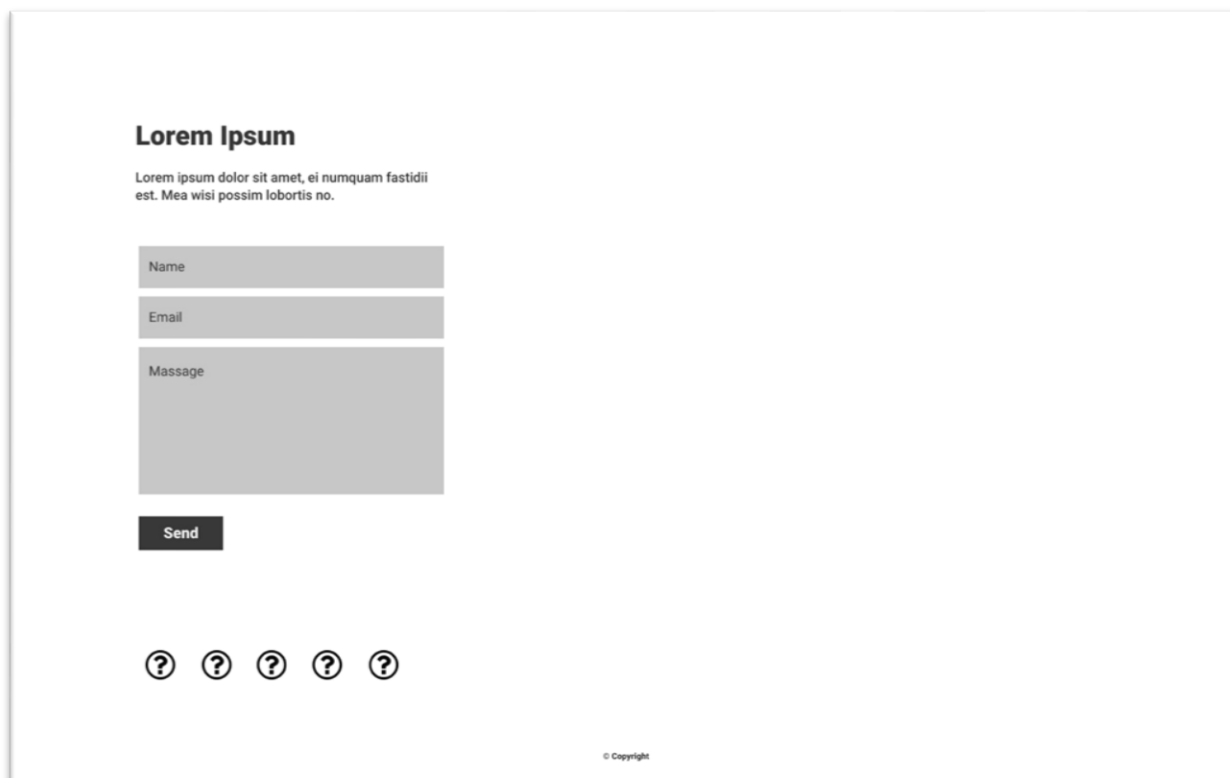 Lorem Ipsum
Lorem ipsum dolor sit amet, ei numquam fastidii
est. Mea wisi possim lobortis no.
Name
Email
Massage
Send
? ? ? ? ?
© Copyright